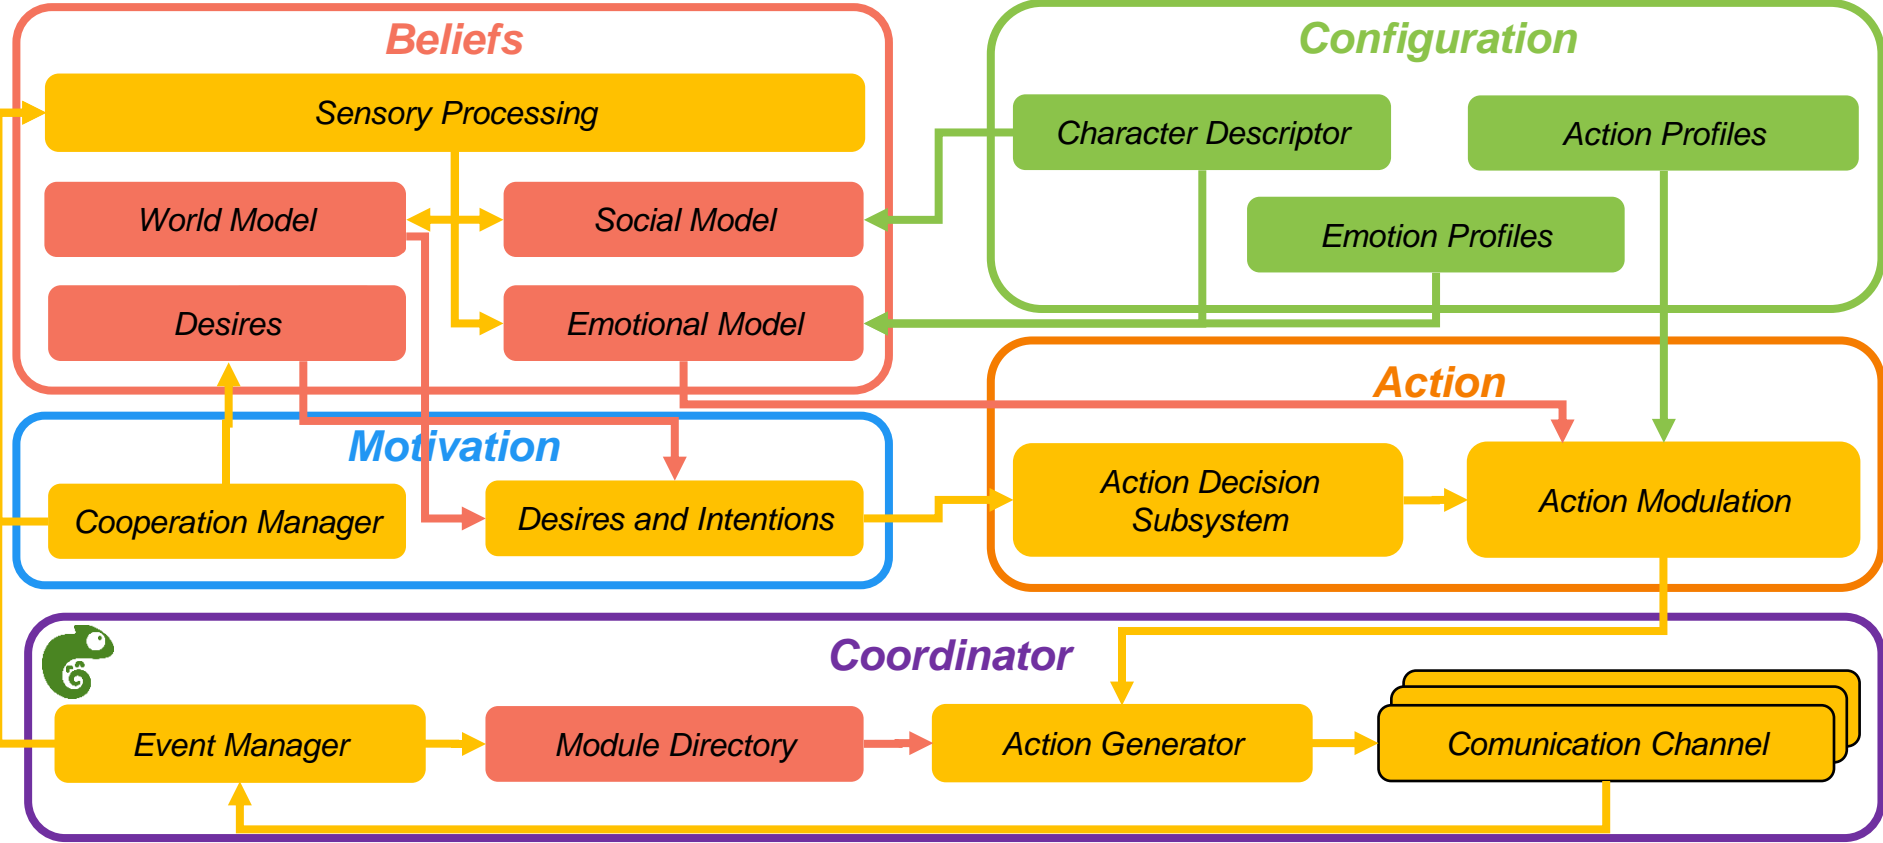 Beliefs
Sensory Processing
World Model
Social Model
Desires
Emotional Model
Configuration
Character Descriptor
Action Profiles
Emotion Profiles
Motivation
Cooperation Manager
Desires and Intentions
Action
Action Decision
Subsystem
Action Modulation
Coordinator
Event Manager
Module Directory
Action Generator
Comunication Channel